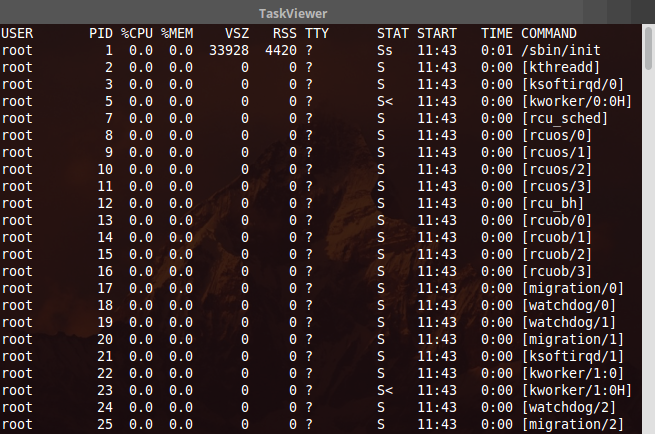 TaskViewer
USER PID %CPU %MEM VSZ RSS TTY STAT START TIME COMMAND
root 1 0.0 0.0 33928 4420 ? Ss 11:43 0:01 /sbin/init
root 2 0.0 0.0 0 0 ? S 11:43 0:00 [kthreadd]
root 3 0.0 0.0 0 0 ? S 11:43 0:00 [ksoftirqd/0]
root 5 0.0 0.0 0 0 ? S< 11:43 0:00 [kworker/0:0H]
root 7 0.0 0.0 0 0 ? S 11:43 0:00 [rcu_sched]
root 8 0.0 0.0 0 0 ? S 11:43 0:00 [rcuos/0]
root 9 0.0 0.0 0 0 ? S 11:43 0:00 [rcuos/1]
root 10 0.0 0.0 0 0 ? S 11:43 0:00 [rcuos/2]
root 11 0.0 0.0 0 0 ? S 11:43 0:00 [rcuos/3]
root 12 0.0 0.0 0 0 ? S 11:43 0:00 [rcu_bh]
root 13 0.0 0.0 0 0 ? S 11:43 0:00 [rcuob/0]
root 14 0.0 0.0 0 0 ? S 11:43 0:00 [rcuob/1]
root 15 0.0 0.0 0 0 ? S 11:43 0:00 [rcuob/2]
root 16 0.0 0.0 0 0 ? S 11:43 0:00 [rcuob/3]
root 17 0.0 0.0 0 0 ? S 11:43 0:00 [migration/0]
root 18 0.0 0.0 0 0 ? S 11:43 0:00 [watchdog/0]
root 19 0.0 0.0 0 0 ? S 11:43 0:00 [watchdog/1]
root 20 0.0 0.0 0 0 ? S 11:43 0:00 [migration/1]
root 21 0.0 0.0 0 0 ? S 11:43 0:00 [ksoftirqd/1]
root 22 0.0 0.0 0 0 ? S 11:43 0:00 [kworker/1:0]
root 23 0.0 0.0 0 0 ? S< 11:43 0:00 [kworker/1:0H]
root 24 0.0 0.0 0 0 ? S 11:43 0:00 [watchdog/2]
root 25 0.0 0.0 0 0 ? S 11:43 0:00 [migration/2]